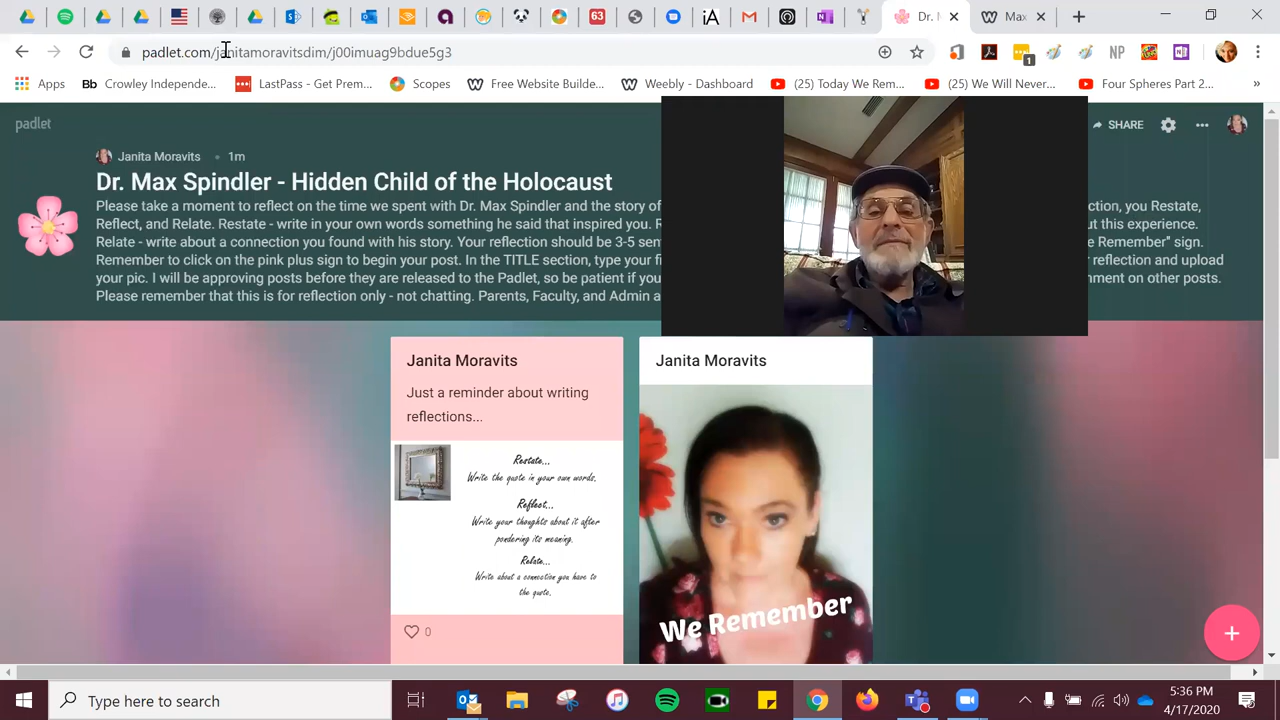 63
iA
Dr. M
Max
padlet.com/janitamoravitsdim/j00imuag9bdue5g3
NP
1
Apps
Bb Crowley Independe...
LastPass - Get Prem...
Scopes
Free Website Builde...
Weebly - Dashboard
(25) Today We Rem...
(25) We Will Never...
Four Spheres Part 2...
»
padlet
SHARE
Janita Moravits • 1m
Dr. Max Spindler - Hidden Child of the Holocaust
Please take a moment to reflect on the time we spent with Dr. Max Spindler and the story of ction, you Restate,
Reflect, and Relate. Restate - write in your own words something he said that inspired you. R ut this experience.
Relate - write about a connection you found with his story. Your reflection should be 3-5 sen e Remember" sign.
Remember to click on the pink plus sign to begin your post. In the TITLE section, type your fi r reflection and upload
your pic. I will be approving posts before they are released to the Padlet, so be patient if you mment on other posts.
Please remember that this is for reflection only - not chatting. Parents, Faculty, and Admin a
Janita Moravits
Just a reminder about writing
reflections...
Restate...
Write the quote in your own words.
Reflect...
Write your thoughts about it after
pondering its meaning.
Relate...
Write about a connection you have to
the quote.
0
Janita Moravits
We Remember
Type here to search
5:36 PM
4/17/2020